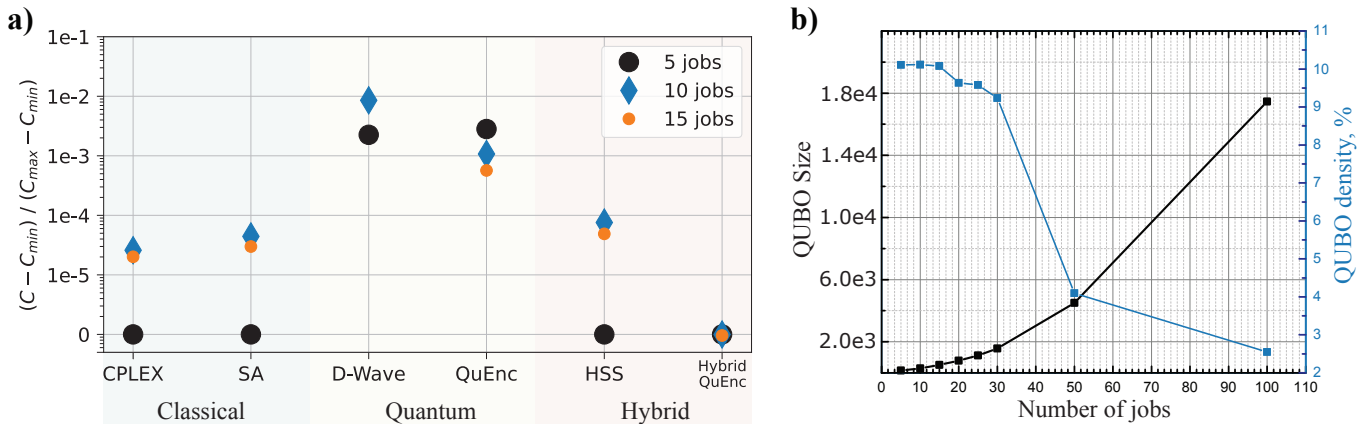 a)
(C − C_min) / (C_max − C_min)
1e-1
1e-2
1e-3
1e-4
1e-5
0
5 jobs
10 jobs
15 jobs
CPLEX
SA
D-Wave
QuEnc
HSS
Hybrid
QuEnc
Classical
Quantum
Hybrid
b)
QUBO Size
1.8e4
1.4e4
1.0e4
6.0e3
2.0e3
0 10 20 30 40 50 60 70 80 90 100 110
Number of jobs
11
10
9
8
7
6
5
4
3
2
QUBO density, %